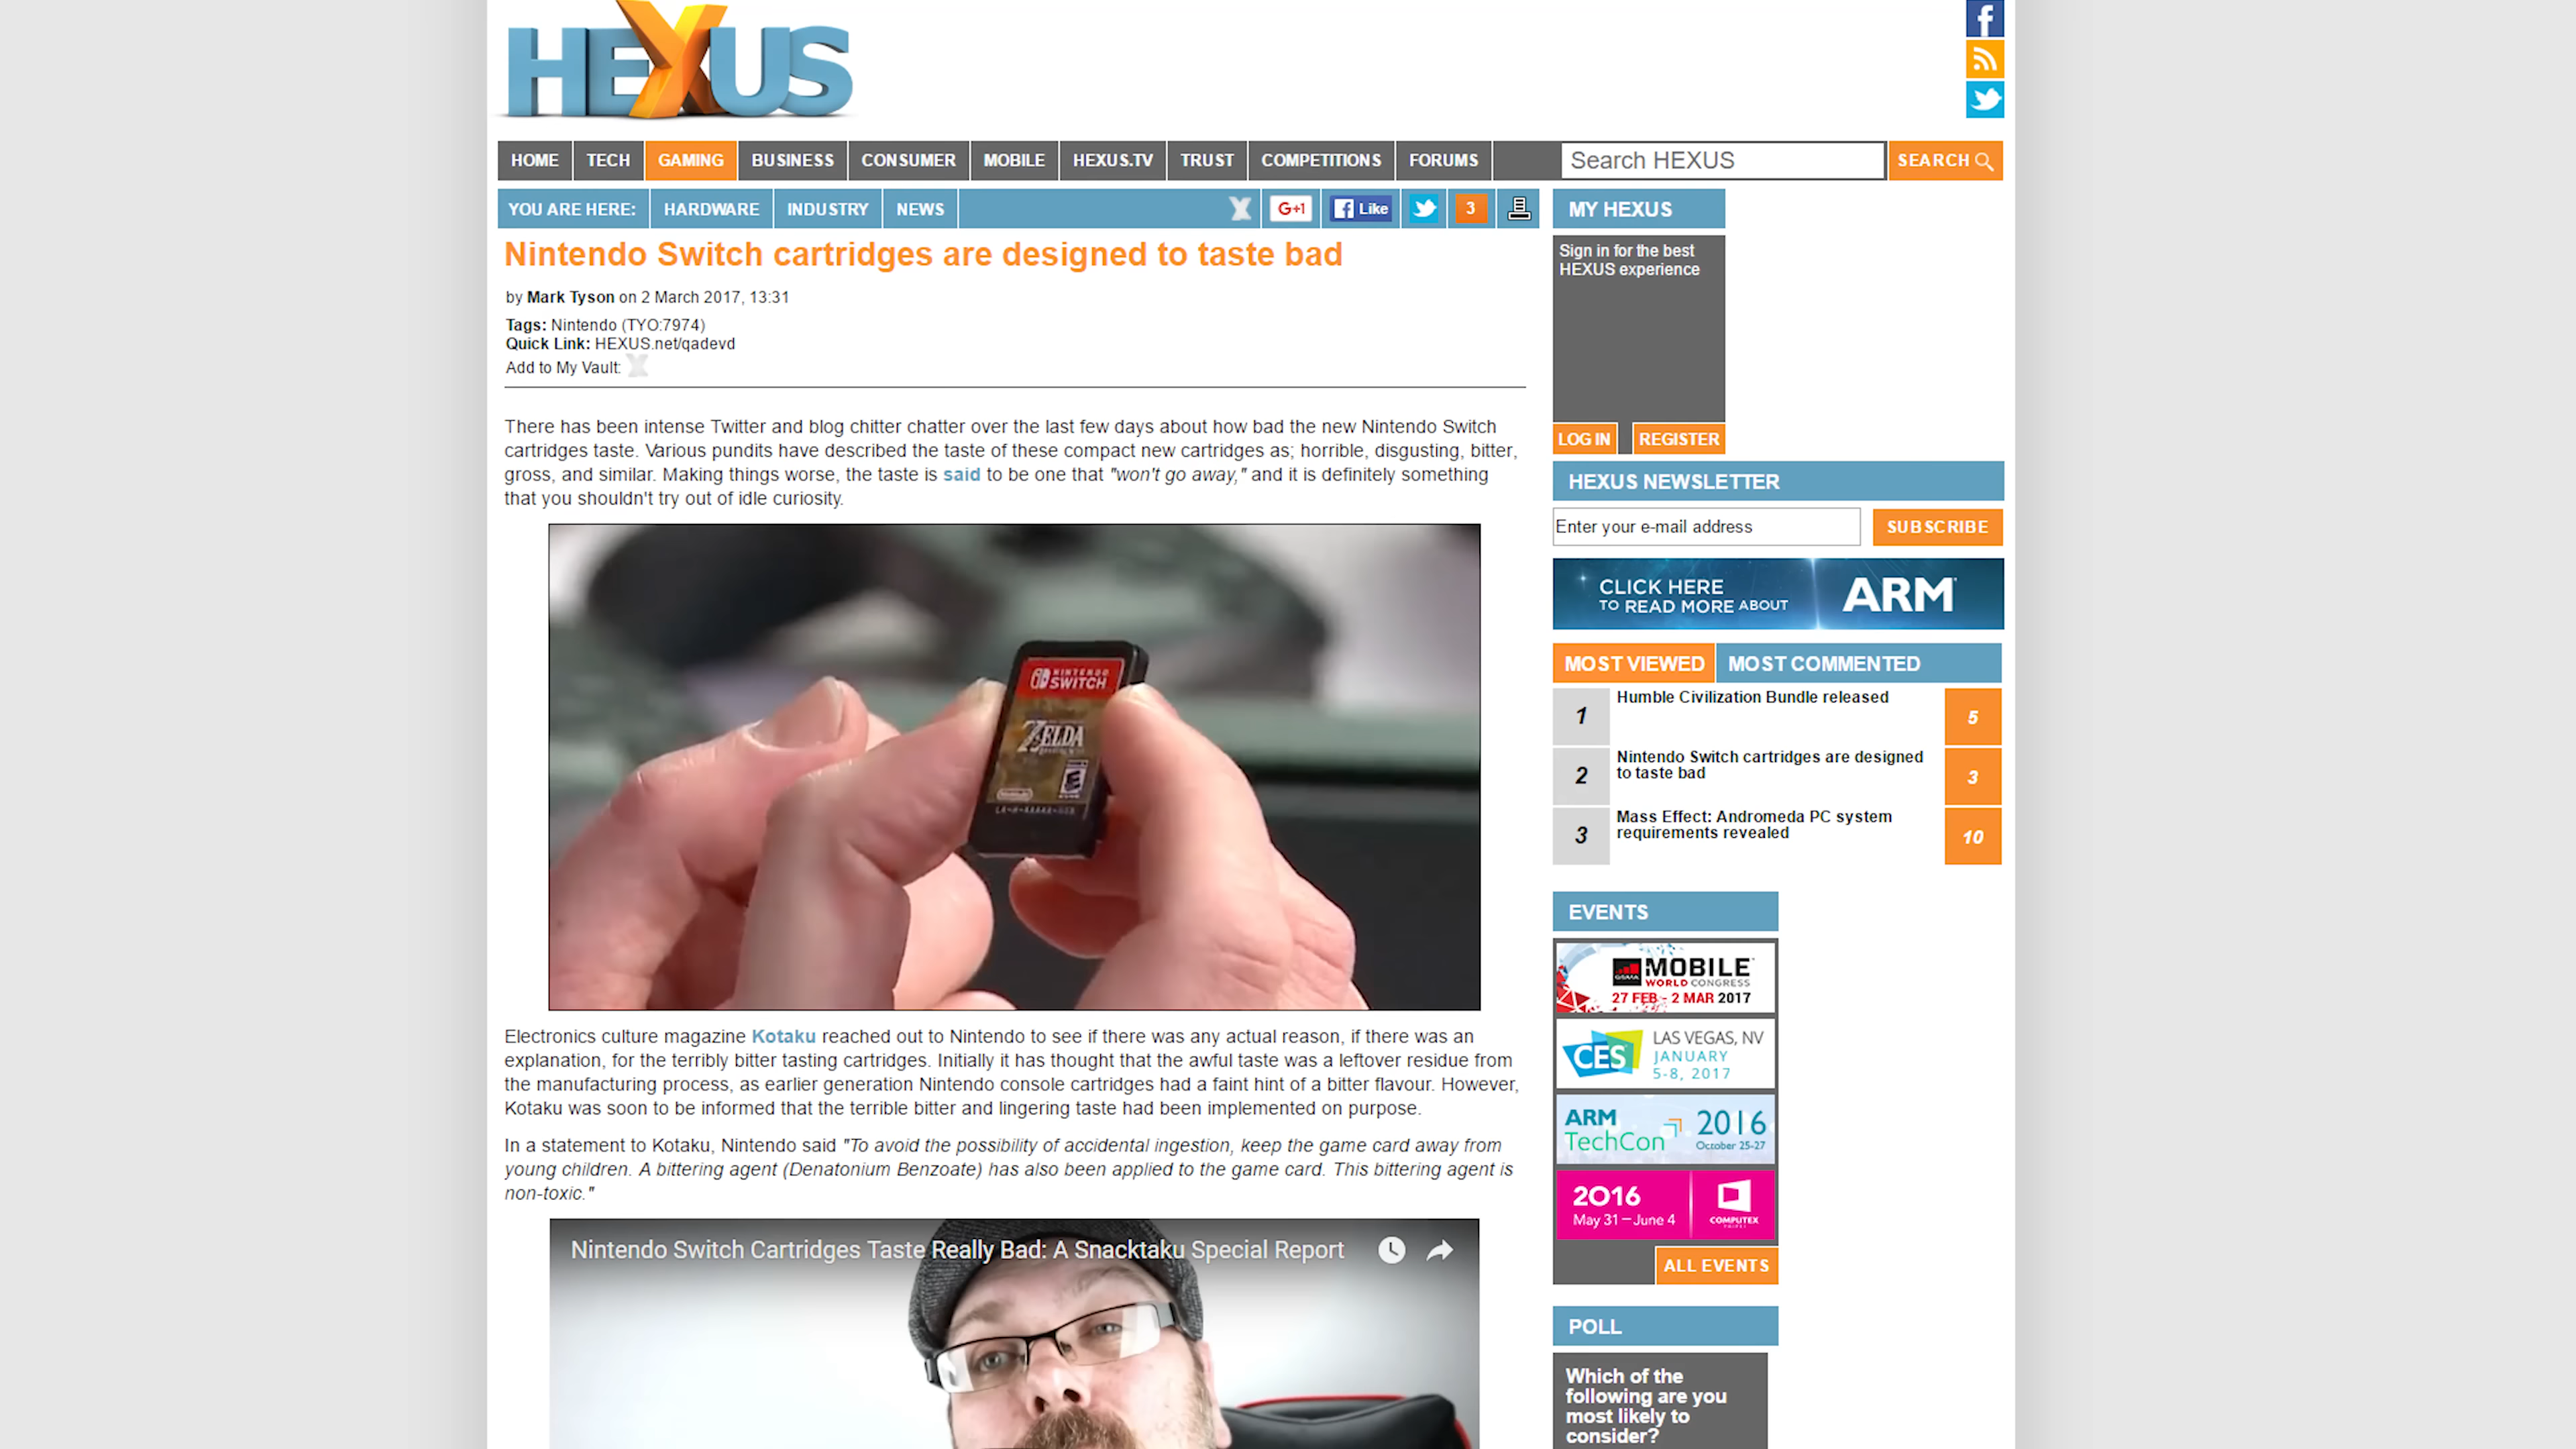 HEXUS
f
HOME TECH GAMING BUSINESS CONSUMER MOBILE HEXUS.TV TRUST COMPETITIONS FORUMS Search HEXUS SEARCH
YOU ARE HERE: HARDWARE INDUSTRY NEWS X G+1 f Like 3
Nintendo Switch cartridges are designed to taste bad
by Mark Tyson on 2 March 2017, 13:31
Tags: Nintendo (TYO:7974)
Quick Link: HEXUS.net/qadevd
Add to My Vault: X
There has been intense Twitter and blog chitter chatter over the last few days about how bad the new Nintendo Switch
cartridges taste. Various pundits have described the taste of these compact new cartridges as; horrible, disgusting, bitter,
gross, and similar. Making things worse, the taste is said to be one that "won't go away," and it is definitely something
that you shouldn't try out of idle curiosity.
NINTENDO
SWITCH
ZELDA
E
Nintendo
Electronics culture magazine Kotaku reached out to Nintendo to see if there was any actual reason, if there was an
explanation, for the terribly bitter tasting cartridges. Initially it has thought that the awful taste was a leftover residue from
the manufacturing process, as earlier generation Nintendo console cartridges had a faint hint of a bitter flavour. However,
Kotaku was soon to be informed that the terrible bitter and lingering taste had been implemented on purpose.
In a statement to Kotaku, Nintendo said "To avoid the possibility of accidental ingestion, keep the game card away from
young children. A bittering agent (Denatonium Benzoate) has also been applied to the game card. This bittering agent is
non-toxic."
Nintendo Switch Cartridges Taste Really Bad: A Snacktaku Special Report
MY HEXUS
Sign in for the best
HEXUS experience
LOG IN REGISTER
HEXUS NEWSLETTER
Enter your e-mail address SUBSCRIBE
CLICK HERE
TO READ MORE ABOUT ARM
MOST VIEWED MOST COMMENTED
1 Humble Civilization Bundle released 5
2 Nintendo Switch cartridges are designed
to taste bad 3
3 Mass Effect: Andromeda PC system
requirements revealed 10
EVENTS
GSMA MOBILE
WORLD CONGRESS
27 FEB - 2 MAR 2017
CES LAS VEGAS, NV
JANUARY
5-8, 2017
ARM
TechCon 2016
October 25-27
2016
May 31 – June 4 COMPUTEX
TAIPEI
ALL EVENTS
POLL
Which of the
following are you
most likely to
consider?